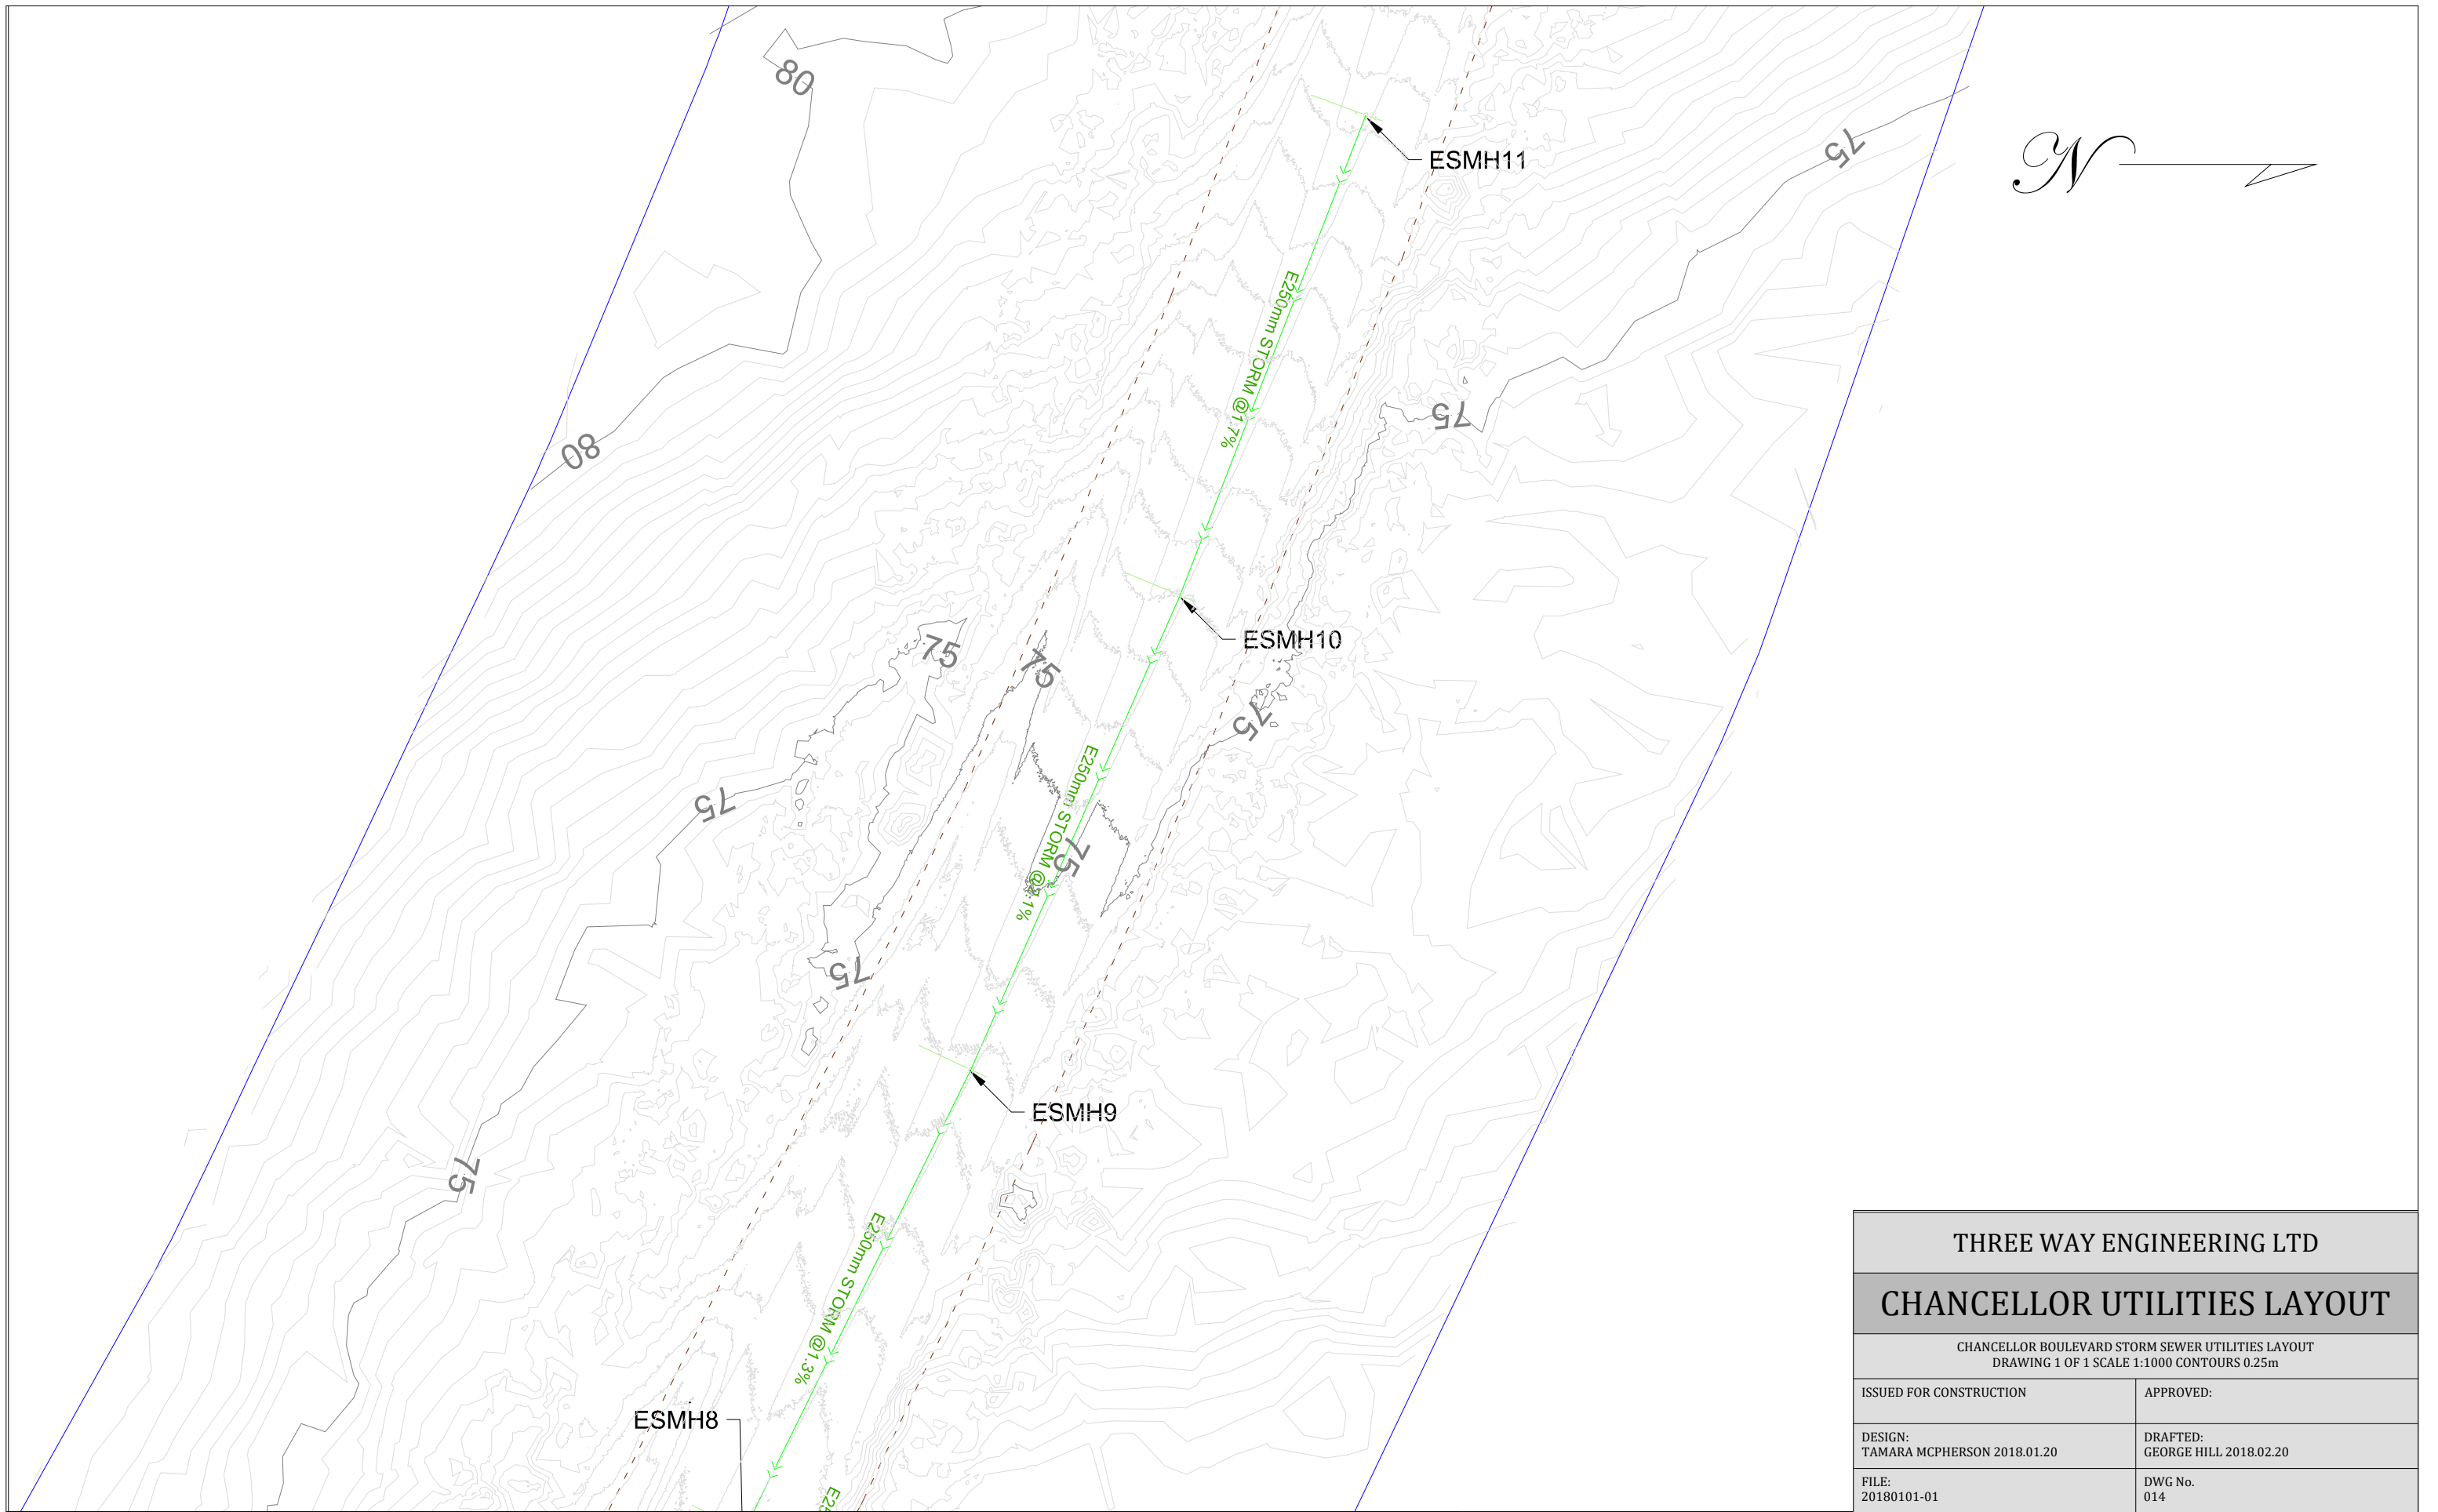 80
75
N
ESMH11
E250mm STORM @1.7%
80
75
ESMH10
75
75
75
75
E250mm STORM @1.1%
75
75
ESMH9
75
E250mm STORM @1.3%
ESMH8
E25
THREE WAY ENGINEERING LTD
CHANCELLOR UTILITIES LAYOUT
CHANCELLOR BOULEVARD STORM SEWER UTILITIES LAYOUT
DRAWING 1 OF 1 SCALE 1:1000 CONTOURS 0.25m
ISSUED FOR CONSTRUCTION
APPROVED:
DESIGN:
TAMARA MCPHERSON 2018.01.20
DRAFTED:
GEORGE HILL 2018.02.20
FILE:
20180101-01
DWG No.
014